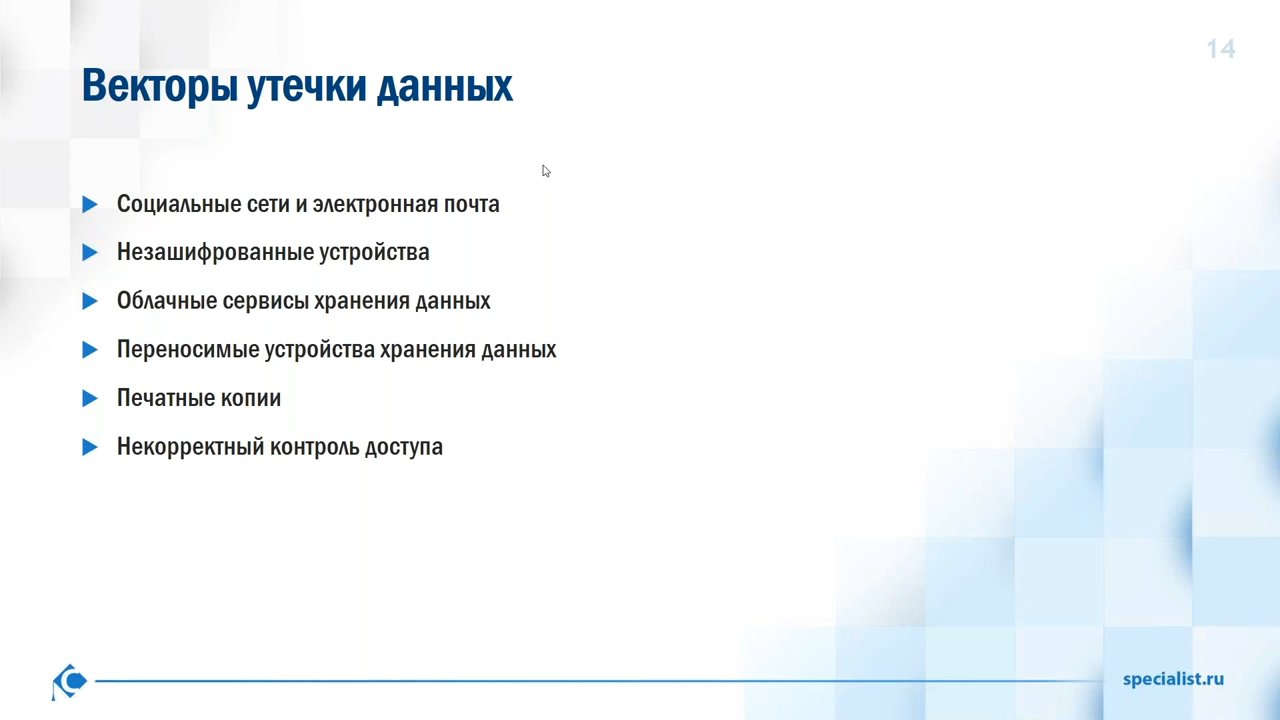 14
Векторы утечки данных
Социальные сети и электронная почта
Незашифрованные устройства
Облачные сервисы хранения данных
Переносимые устройства хранения данных
Печатные копии
Некорректный контроль доступа
specialist.ru